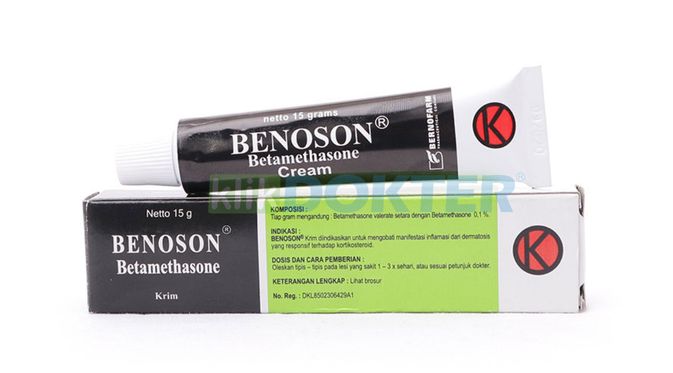 netto 15 grams
BENOSON®
Betamethasone
Cream
BERNOFARM
PHARMACEUTICAL COMPANY
K
klikDOKTER®
Netto 15 g
BENOSON®
Betamethasone
Krim
KOMPOSISI :
Tiap gram mengandung : Betamethasone valerate setara dengan Betamethasone 0,1 %.
INDIKASI :
BENOSON® Krim diindikasikan untuk mengobati manifestasi inflamasi dari dermatosis
yang responsif terhadap kortikosteroid.
DOSIS DAN CARA PEMBERIAN :
Oleskan tipis - tipis pada lesi yang sakit 1 - 3 x sehari, atau sesuai petunjuk dokter.
KETERANGAN LENGKAP : Lihat brosur
No. Reg. : DKL8502306429A1
K